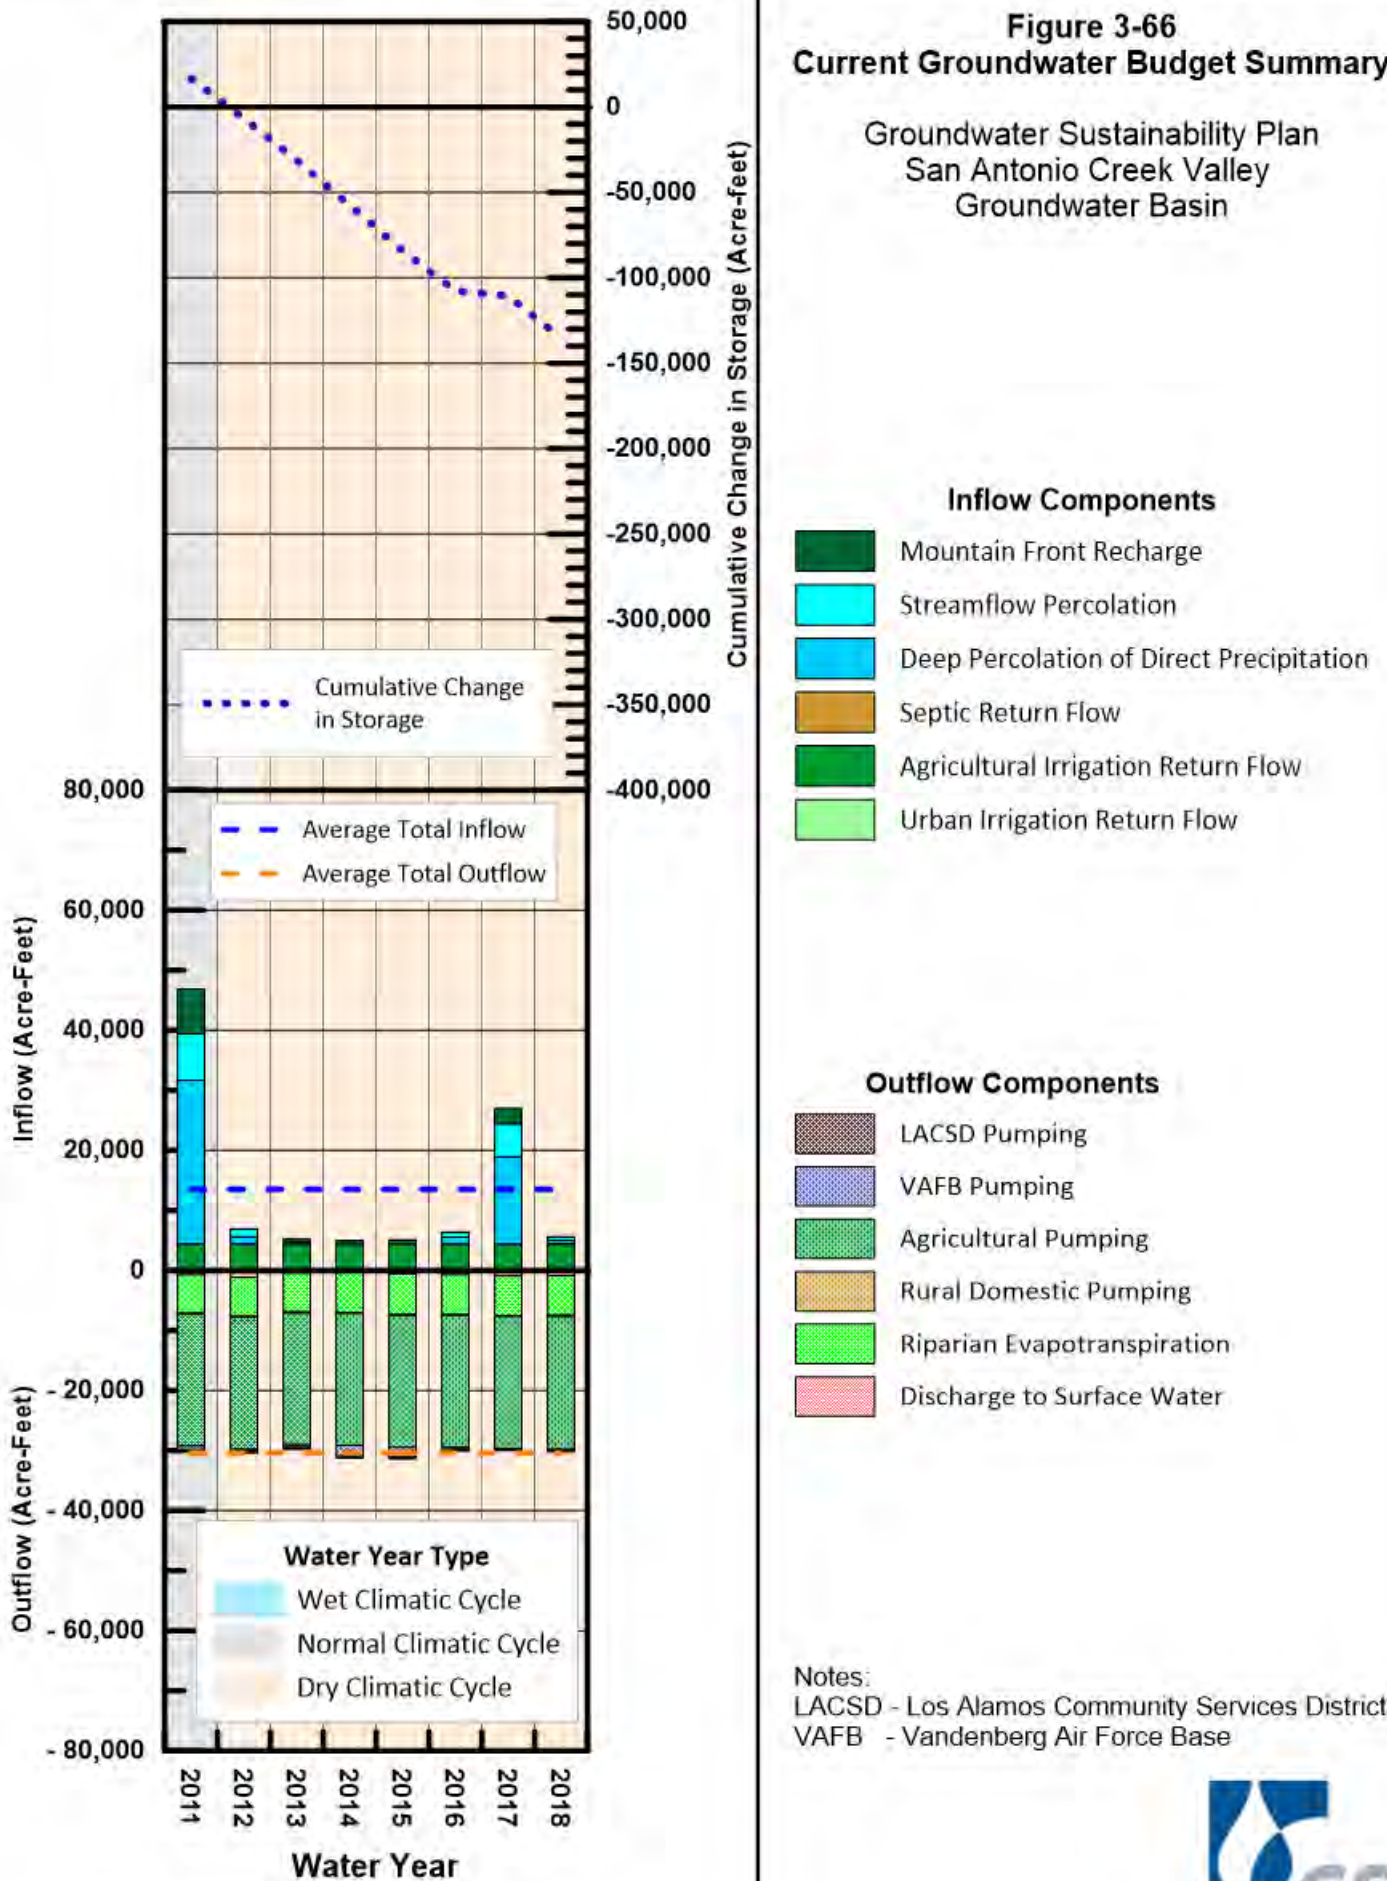 Figure 3-66
Current Groundwater Budget Summary
Groundwater Sustainability Plan
San Antonio Creek Valley
Groundwater Basin
50,000
0
-50,000
-100,000
-150,000
-200,000
-250,000
-300,000
-350,000
-400,000
Cumulative Change in Storage (Acre-feet)
Cumulative Change
in Storage
Average Total Inflow
Average Total Outflow
80,000
60,000
40,000
20,000
0
- 20,000
- 40,000
- 60,000
- 80,000
Inflow (Acre-Feet)
Outflow (Acre-Feet)
Water Year Type
Wet Climatic Cycle
Normal Climatic Cycle
Dry Climatic Cycle
2011
2012
2013
2014
2015
2016
2017
2018
Water Year
Inflow Components
Mountain Front Recharge
Streamflow Percolation
Deep Percolation of Direct Precipitation
Septic Return Flow
Agricultural Irrigation Return Flow
Urban Irrigation Return Flow
Outflow Components
LACSD Pumping
VAFB Pumping
Agricultural Pumping
Rural Domestic Pumping
Riparian Evapotranspiration
Discharge to Surface Water
Notes:
LACSD - Los Alamos Community Services District
VAFB - Vandenberg Air Force Base